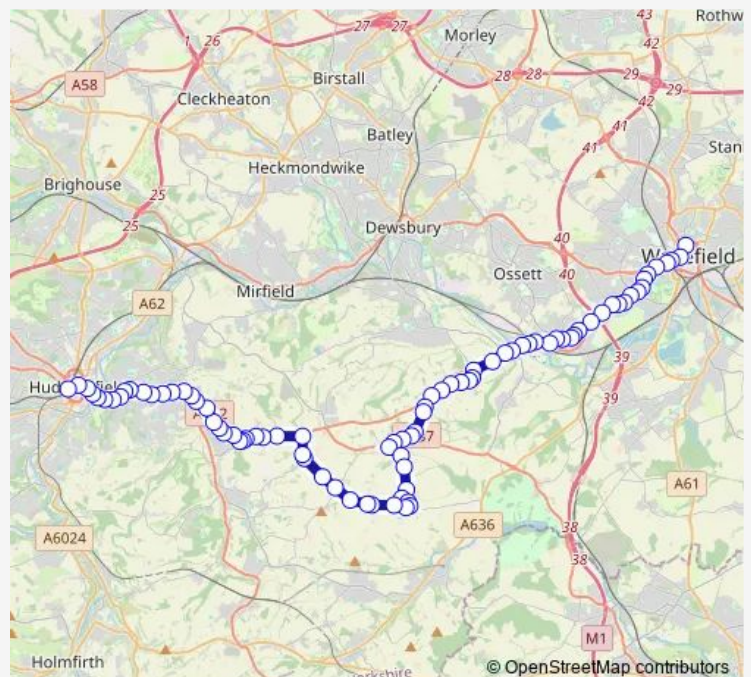 43
Rothw
27
27
Morley
42
1
26
Birstall
28
28
29
A58
29
Cleckheaton
42
41
Batley
41
Stan
Heckmondwike
Brighouse
25
25
Dewsbury
40
40
Ossett
Mirfield
A62
39
39
A61
A636
A6024
38
38
M1
Holmfirth
© OpenStreetMap contributors